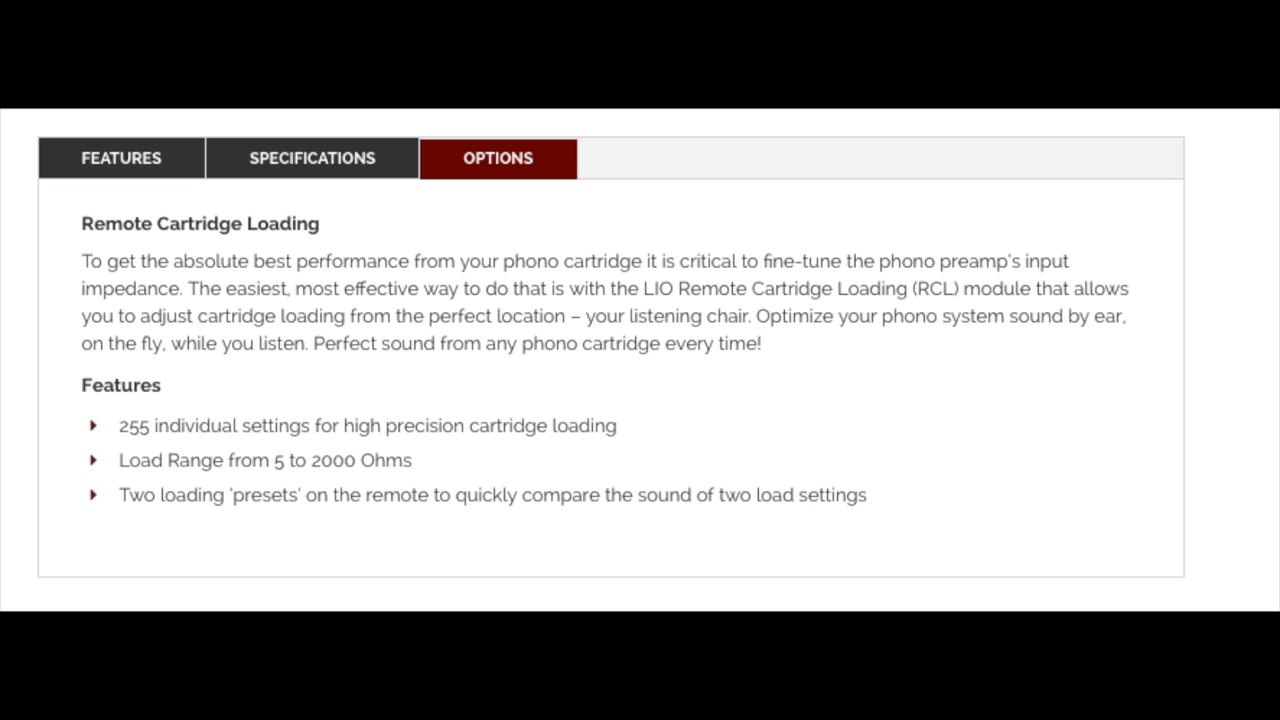 FEATURES SPECIFICATIONS OPTIONS
Remote Cartridge Loading
To get the absolute best performance from your phono cartridge it is critical to fine-tune the phono preamp's input
impedance. The easiest, most effective way to do that is with the LIO Remote Cartridge Loading (RCL) module that allows
you to adjust cartridge loading from the perfect location – your listening chair. Optimize your phono system sound by ear,
on the fly, while you listen. Perfect sound from any phono cartridge every time!
Features
255 individual settings for high precision cartridge loading
Load Range from 5 to 2000 Ohms
Two loading 'presets' on the remote to quickly compare the sound of two load settings